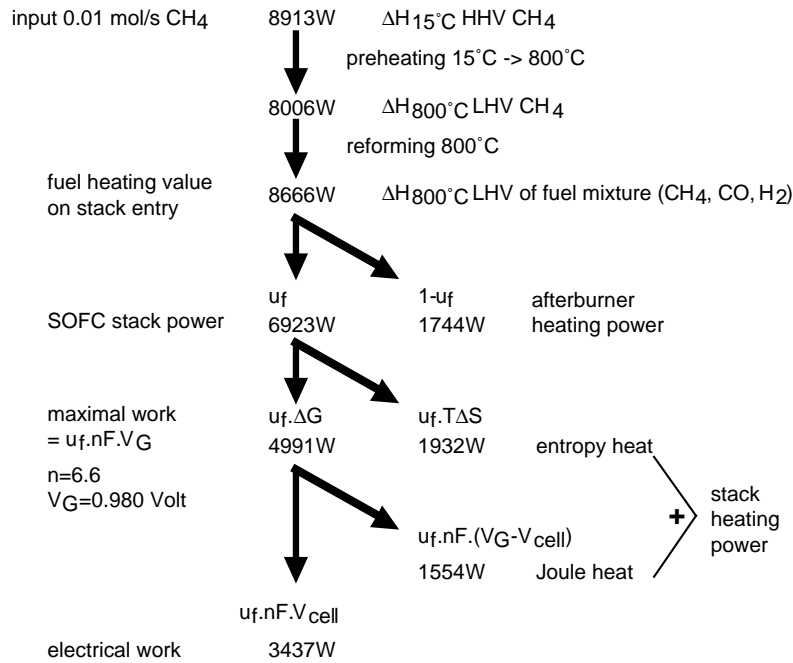 input 0.01 mol/s CH4 8913W ΔH15˚C HHV CH4
preheating 15˚C -> 800˚C
8006W ΔH800˚C LHV CH4
reforming 800˚C
fuel heating value
on stack entry 8666W ΔH800˚C LHV of fuel mixture (CH4, CO, H2)
uf 1-uf afterburner
SOFC stack power 6923W 1744W heating power
maximal work uf.ΔG uf.TΔS
= uf.nF.VG 4991W 1932W entropy heat
n=6.6
VG=0.980 Volt
+ stack
heating
power
uf.nF.(VG-Vcell)
1554W Joule heat
uf.nF.Vcell
electrical work 3437W